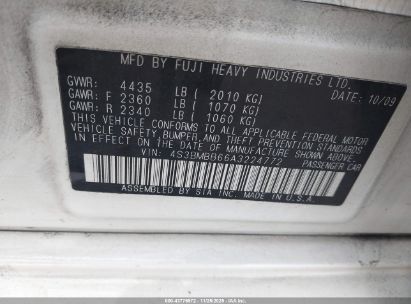 MFD BY FUJI HEAVY INDUSTRIES LTD.
GVWR: 4435 LB ( 2010 KG) DATE: 10/09
GAWR: F 2360 LB ( 1070 KG)
GAWR: R 2340 LB ( 1060 KG)
THIS VEHICLE CONFORMS TO ALL APPLICABLE FEDERAL MOTOR
VEHICLE SAFETY, BUMPER, AND THEFT PREVENTION STANDARDS
IN EFFECT ON THE DATE OF MANUFACTURE SHOWN ABOVE.
VIN: 4S3BMBB66A3224772
PASSENGER CAR
ASSEMBLED BY SIA INC. MADE IN U.S.A.